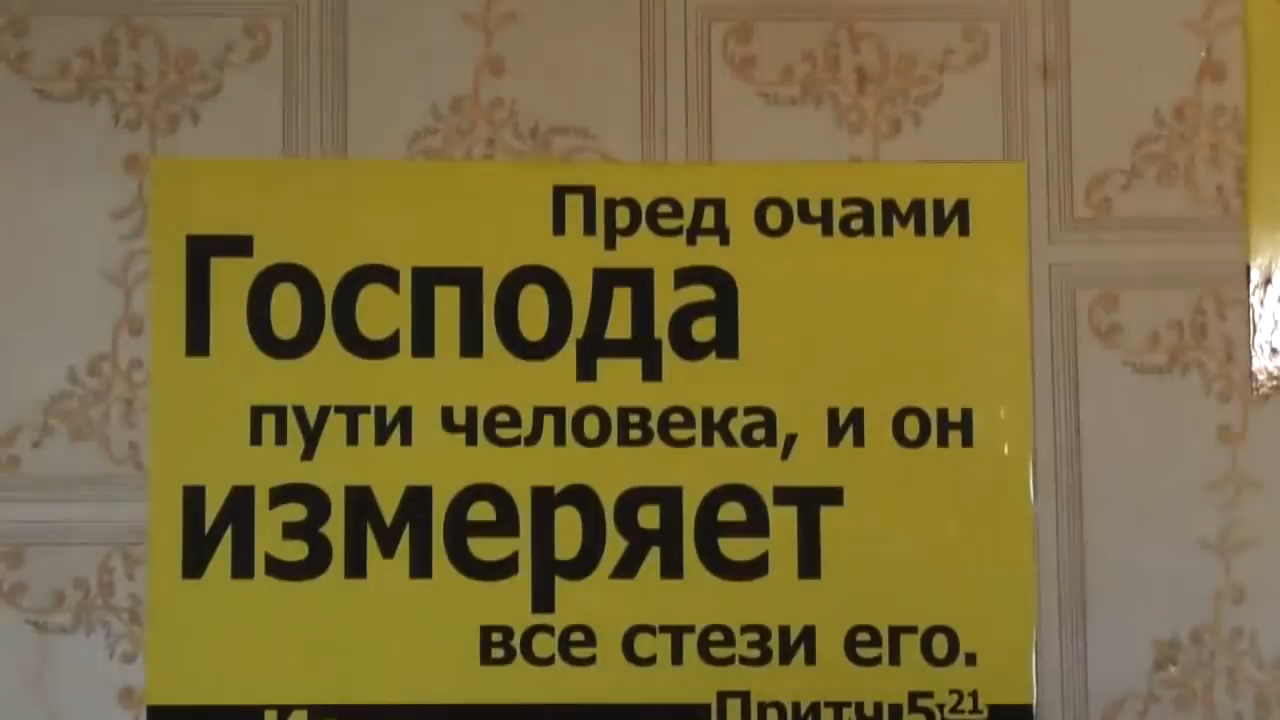 Пред очами
Господа
пути человека, и он
измеряет
все стези его.
Притч 5 21